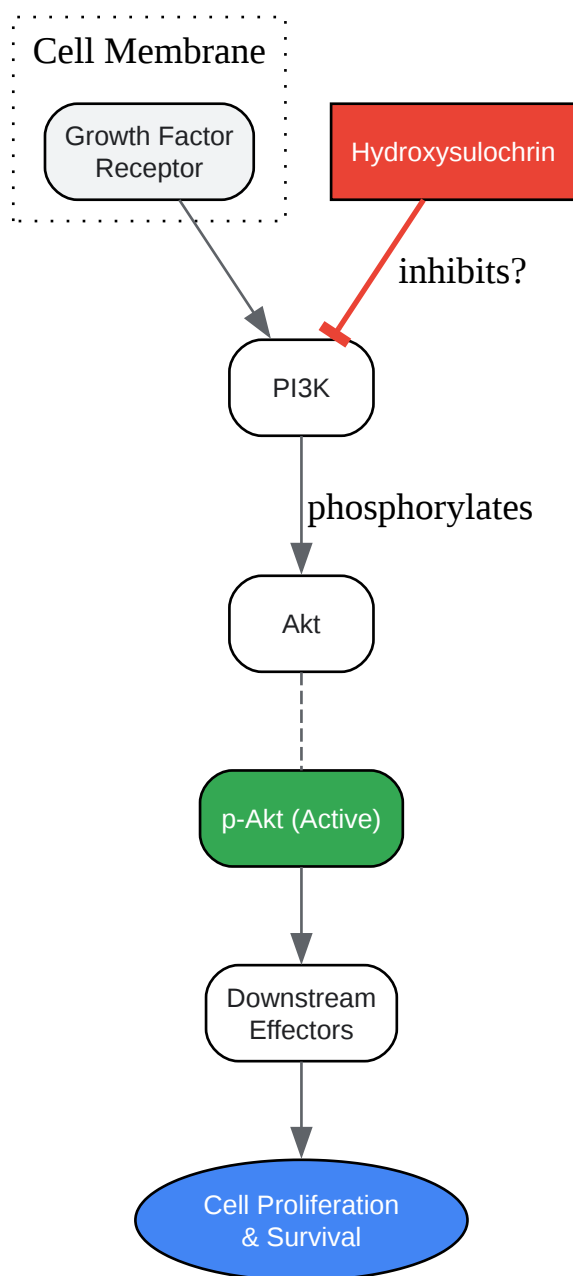 Cell Membrane
Growth Factor
Receptor
Hydroxysulochrin
inhibits?
PI3K
phosphorylates
Akt
p-Akt (Active)
Downstream
Effectors
Cell Proliferation
& Survival